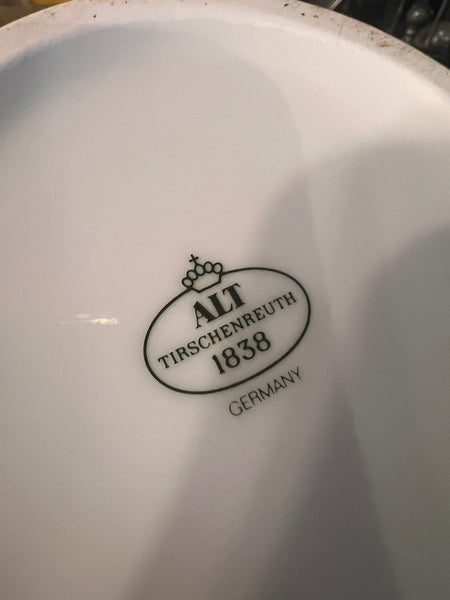 ALT
TIRSCHENREUTH
1838
GERMANY